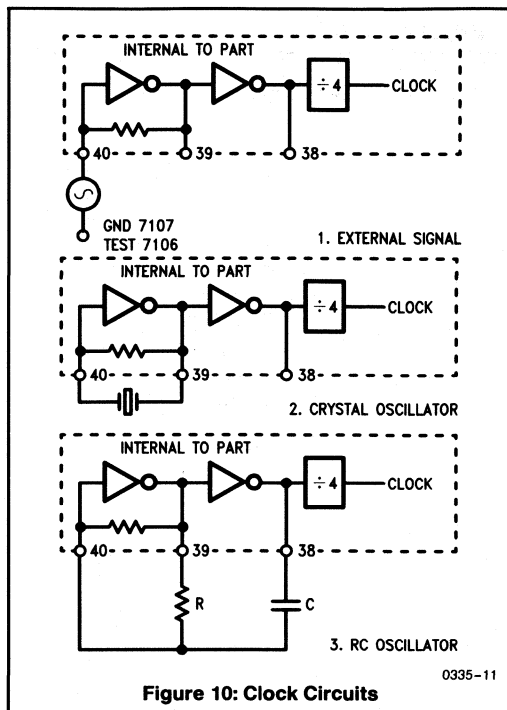 INTERNAL TO PART
÷4
CLOCK
40
39
38
GND 7107
TEST 7106
1. EXTERNAL SIGNAL
INTERNAL TO PART
÷4
CLOCK
40
39
38
2. CRYSTAL OSCILLATOR
INTERNAL TO PART
÷4
CLOCK
40
39
38
R
C
3. RC OSCILLATOR
0335-11
Figure 10: Clock Circuits